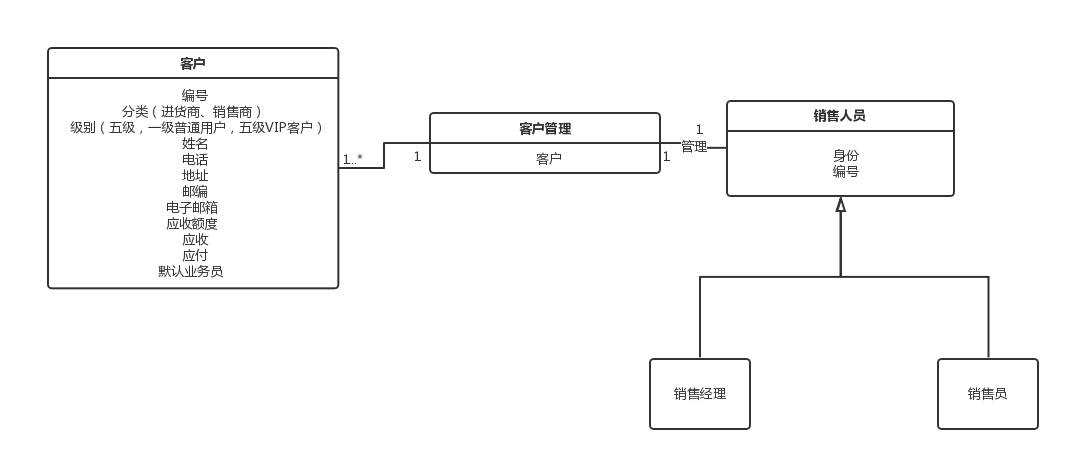 客户
编号
分类（进货商、销售商）
级别（五级，一级普通用户，五级VIP客户）
姓名
电话
地址
邮编
电子邮箱
应收额度
应收
应付
默认业务员
1..*
1
客户管理
客户
1
管理
1
销售人员
身份
编号
销售经理
销售员